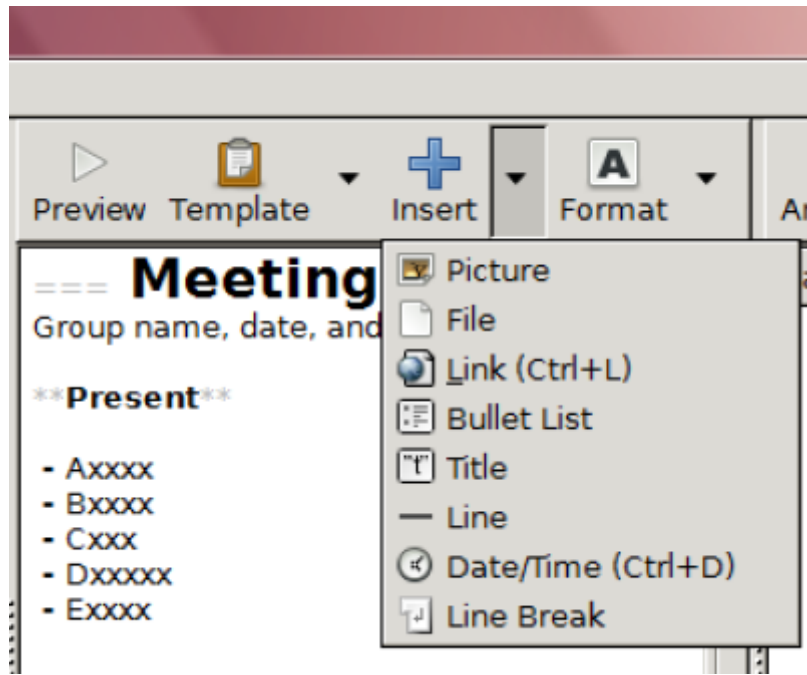 Preview Template Insert Format
=== Meeting
Group name, date, and
**Present**
- Axxxx
- Bxxxx
- Cxxx
- Dxxxxx
- Exxxx
Picture
File
Link (Ctrl+L)
Bullet List
"t" Title
Line
Date/Time (Ctrl+D)
Line Break